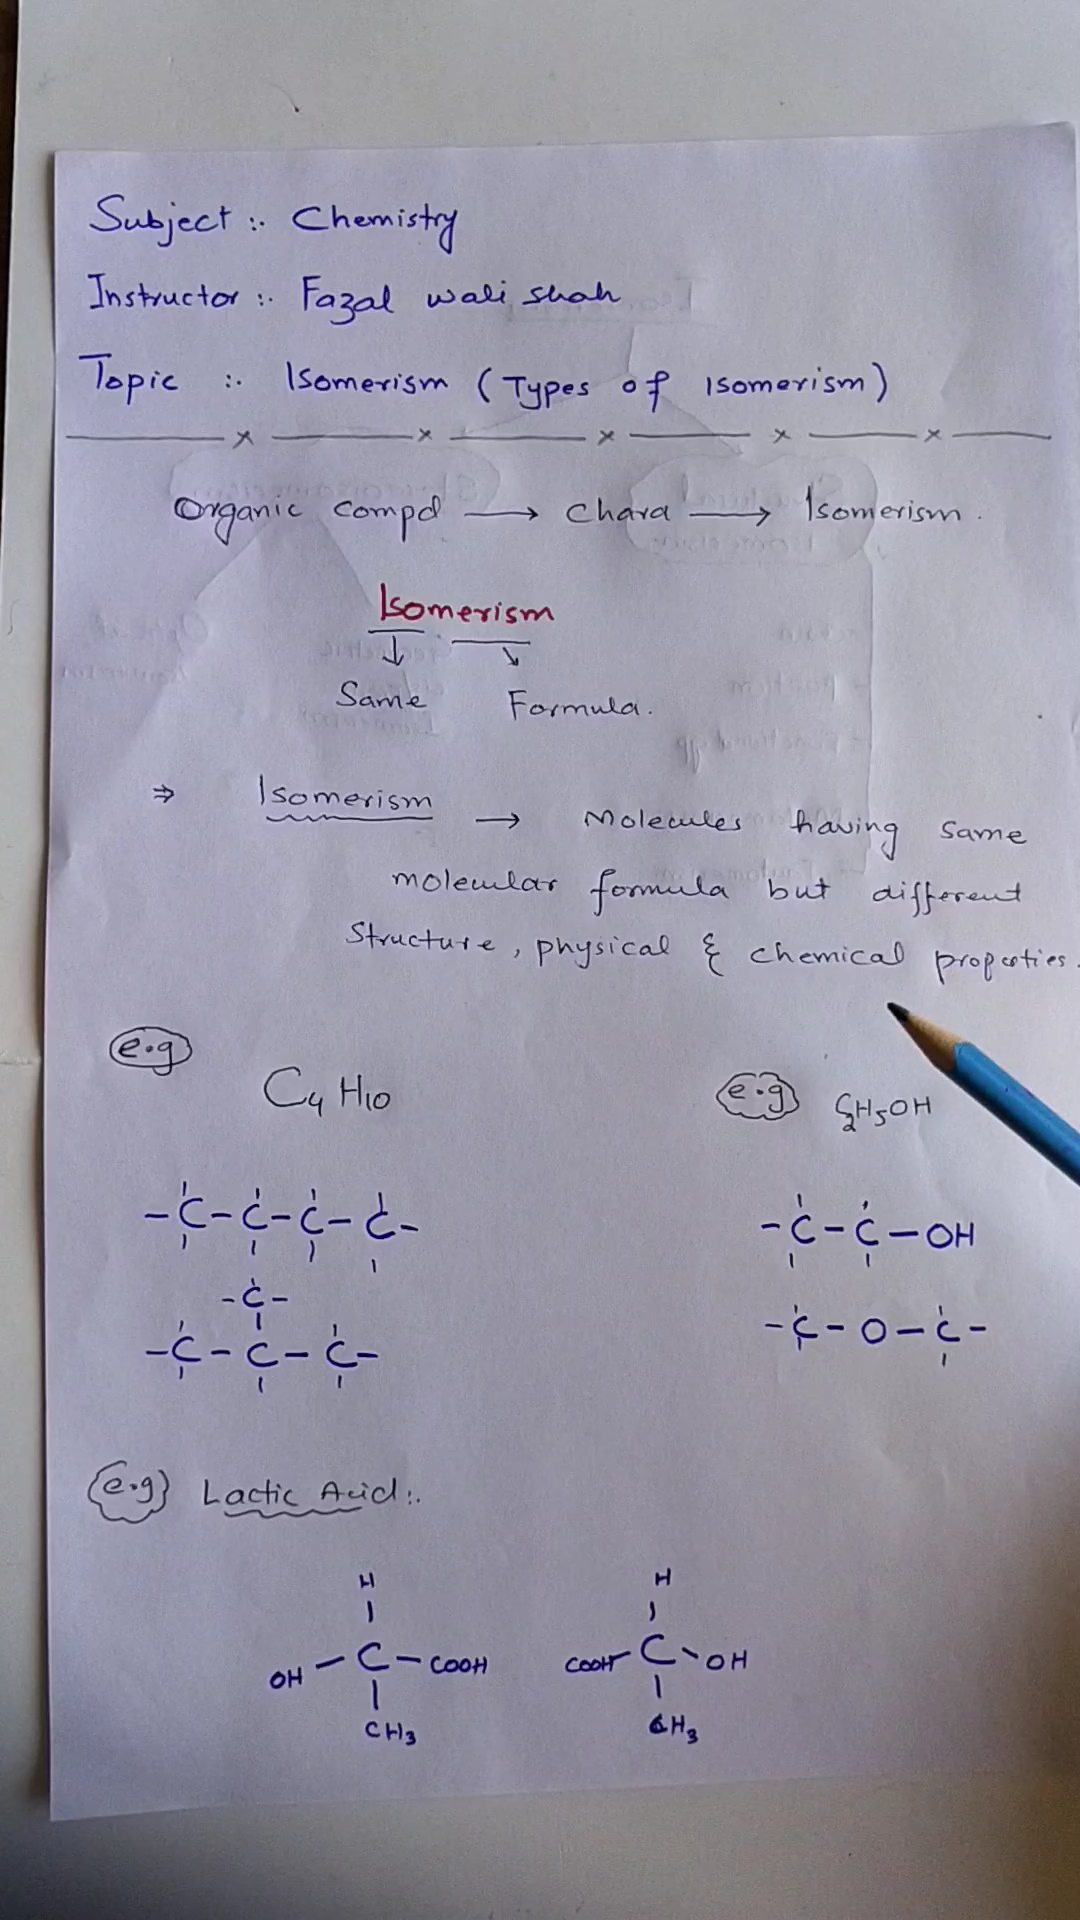 Subject :. Chemistry
Instructor :. Fazal wali shah
Topic :. Isomerism (Types of Isomerism)
Organic compd → Chara → Isomerism.
Isomerism
Same Formula.
⇒ Isomerism → Molecules having same
molecular formula but different
Structure, physical & chemical properties.
e.g
C4 H10
e.g C2H5OH
-C-C-C-C-
-C-C-OH
-C-
-C-C-C-
-C-O-C-
e.g Lactic Acid :.
H H
OH-C-COOH COOH-C-OH
CH3 CH3